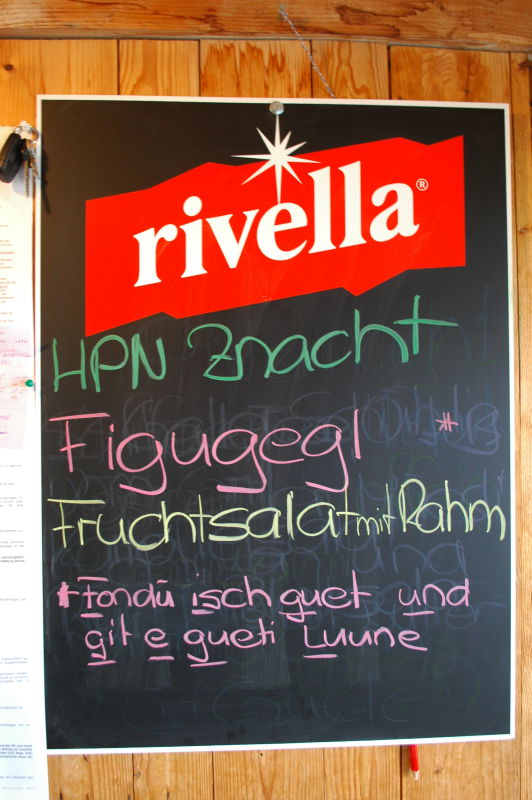 rivella®
HPN Znacht
Figugegl *
Fruchtsalat mit Rahm
* Fondü isch guet und
git e gueti Luune